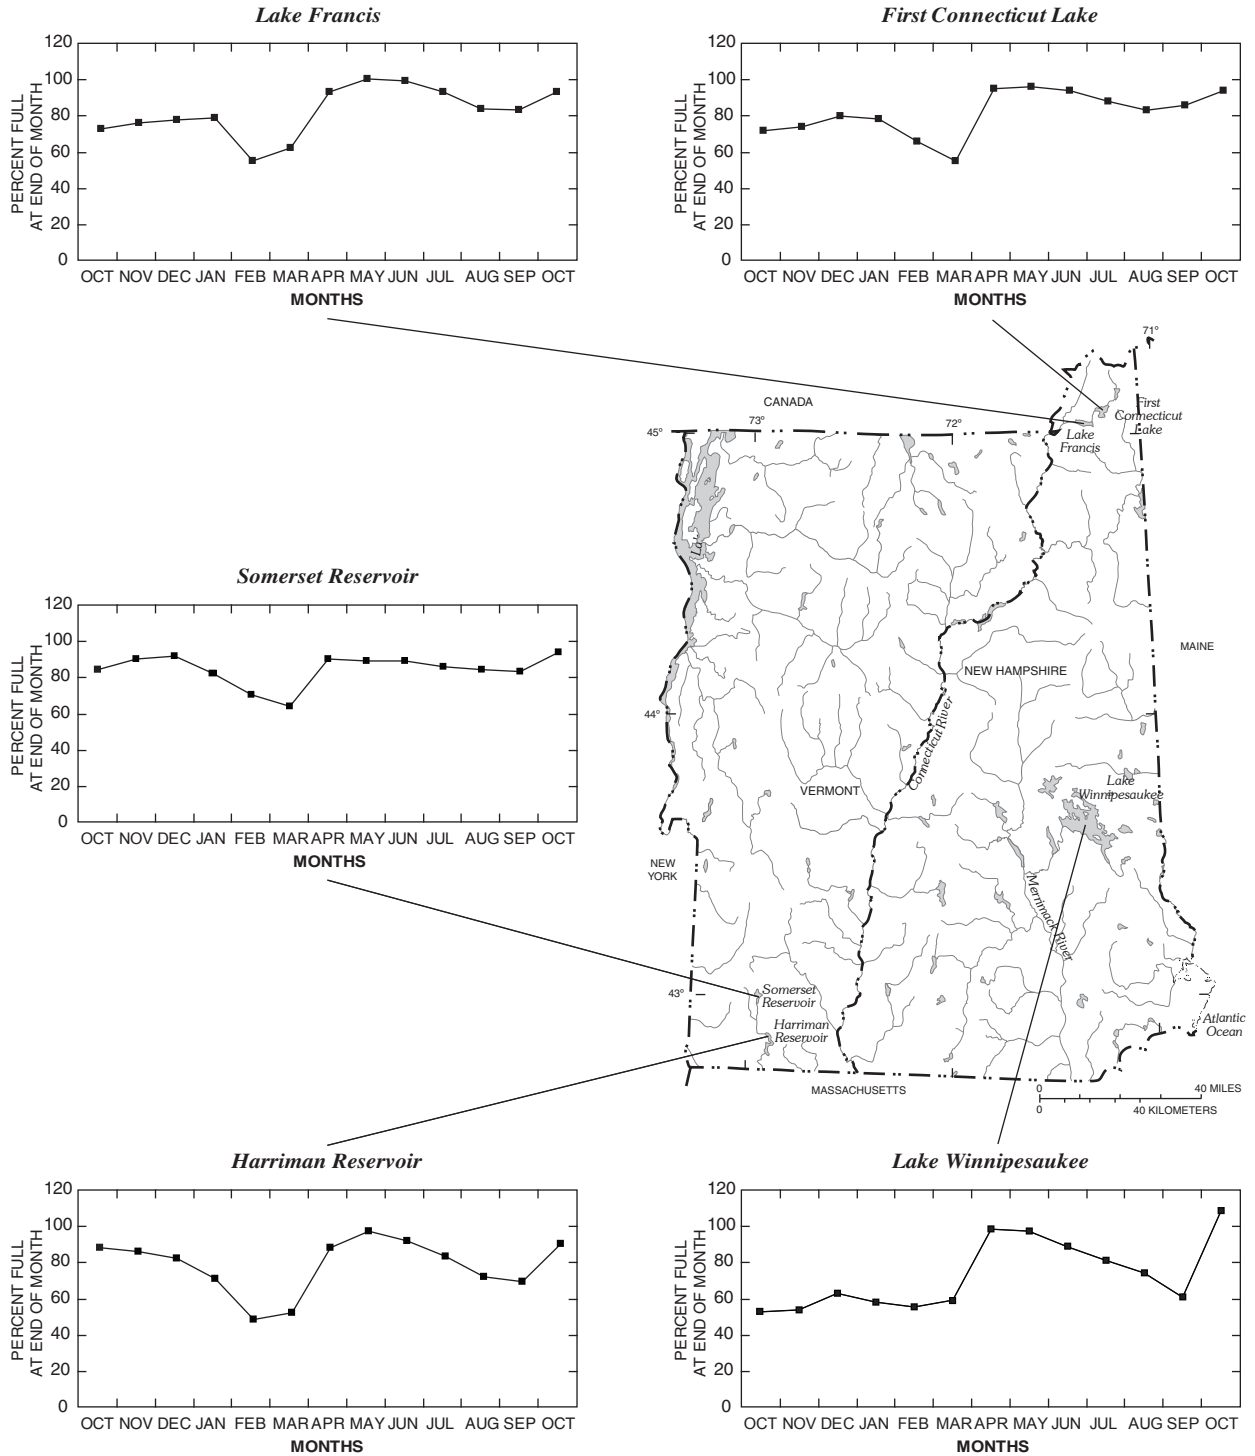 Lake Francis
120
100
80
60
40
20
0
PERCENT FULL
AT END OF MONTH
OCT NOV DEC JAN FEB MAR APR MAY JUN JUL AUG SEP OCT
MONTHS
First Connecticut Lake
120
100
80
60
40
20
0
PERCENT FULL
AT END OF MONTH
OCT NOV DEC JAN FEB MAR APR MAY JUN JUL AUG SEP OCT
MONTHS
71°
CANADA
73°
72°
45°
First
Connecticut
Lake
Lake
Francis
MAINE
NEW HAMPSHIRE
44°
Connecticut River
VERMONT
Lake
Winnipesaukee
NEW
YORK
Merrimack River
43°
Somerset
Reservoir
Harriman
Reservoir
Atlantic
Ocean
MASSACHUSETTS
0 40 MILES
0 40 KILOMETERS
Somerset Reservoir
120
100
80
60
40
20
0
PERCENT FULL
AT END OF MONTH
OCT NOV DEC JAN FEB MAR APR MAY JUN JUL AUG SEP OCT
MONTHS
Harriman Reservoir
120
100
80
60
40
20
0
PERCENT FULL
AT END OF MONTH
OCT NOV DEC JAN FEB MAR APR MAY JUN JUL AUG SEP OCT
MONTHS
Lake Winnipesaukee
120
100
80
60
40
20
0
PERCENT FULL
AT END OF MONTH
OCT NOV DEC JAN FEB MAR APR MAY JUN JUL AUG SEP OCT
MONTHS